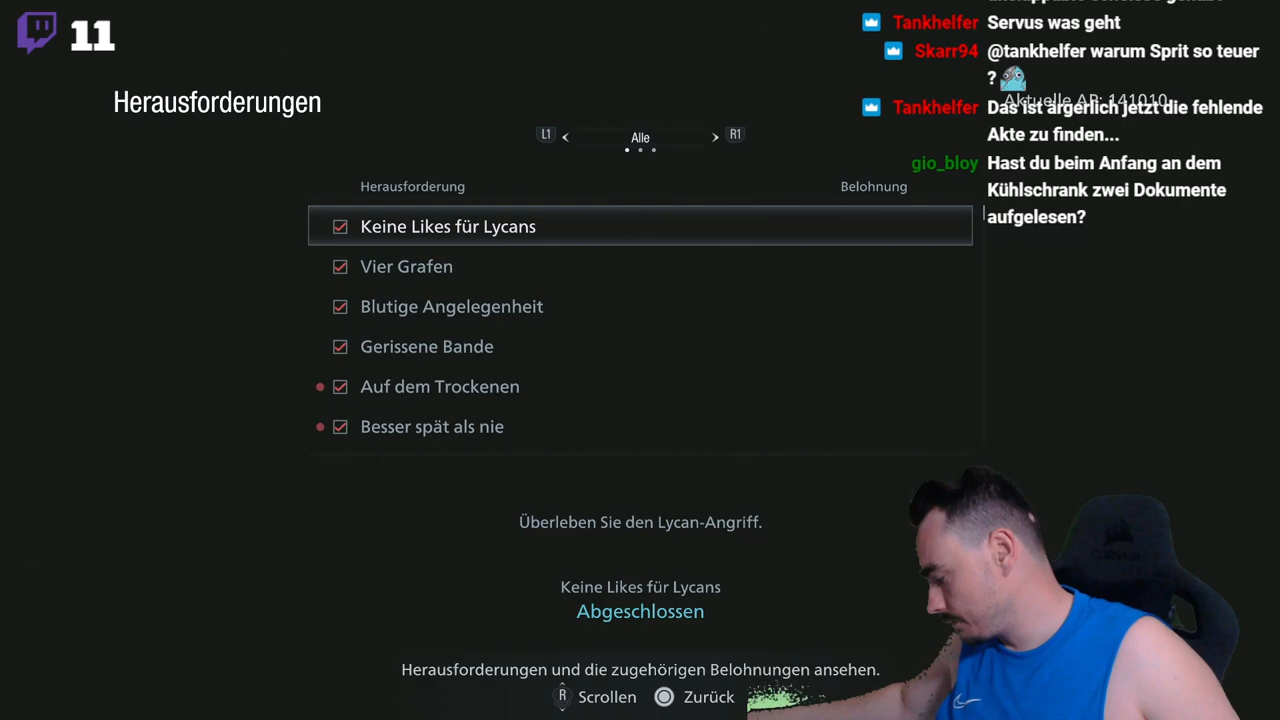 11
Servus was geht
Tankhelfer
Skarr94 @tankhelfer warum Sprit so teuer
?
Aktuelle AP: 141010
Tankhelfer Das ist ärgerlich jetzt die fehlende
Akte zu finden...
gio_bloy Hast du beim Anfang an dem
Kühlschrank zwei Dokumente
aufgelesen?
Herausforderungen
L1 Alle R1
Herausforderung Belohnung
Keine Likes für Lycans
Vier Grafen
Blutige Angelegenheit
Gerissene Bande
Auf dem Trockenen
Besser spät als nie
Überleben Sie den Lycan-Angriff.
Keine Likes für Lycans
Abgeschlossen
Herausforderungen und die zugehörigen Belohnungen ansehen.
R Scrollen Zurück